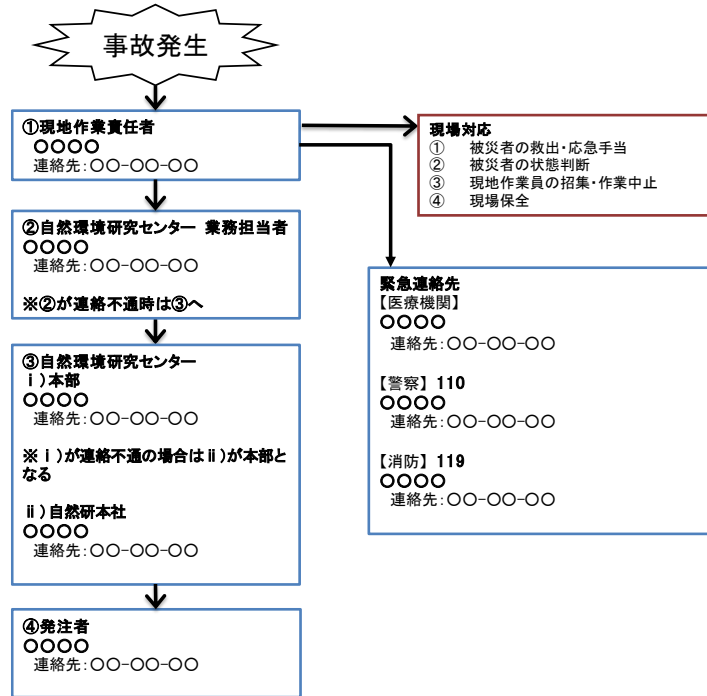 事故発生
①現地作業責任者
○○○○
連絡先:○○-○○-○○
②自然環境研究センター 業務担当者
○○○○
連絡先:○○-○○-○○
※②が連絡不通時は③へ
③自然環境研究センター
ⅰ)本部
○○○○
連絡先:○○-○○-○○
※ⅰ)が連絡不通の場合はⅱ)が本部と
なる
ⅱ)自然研本社
○○○○
連絡先:○○-○○-○○
④発注者
○○○○
連絡先:○○-○○-○○
現場対応
① 被災者の救出・応急手当
② 被災者の状態判断
③ 現地作業員の招集・作業中止
④ 現場保全
緊急連絡先
【医療機関】
○○○○
連絡先:○○-○○-○○
【警察】 110
○○○○
連絡先:○○-○○-○○
【消防】 119
○○○○
連絡先:○○-○○-○○